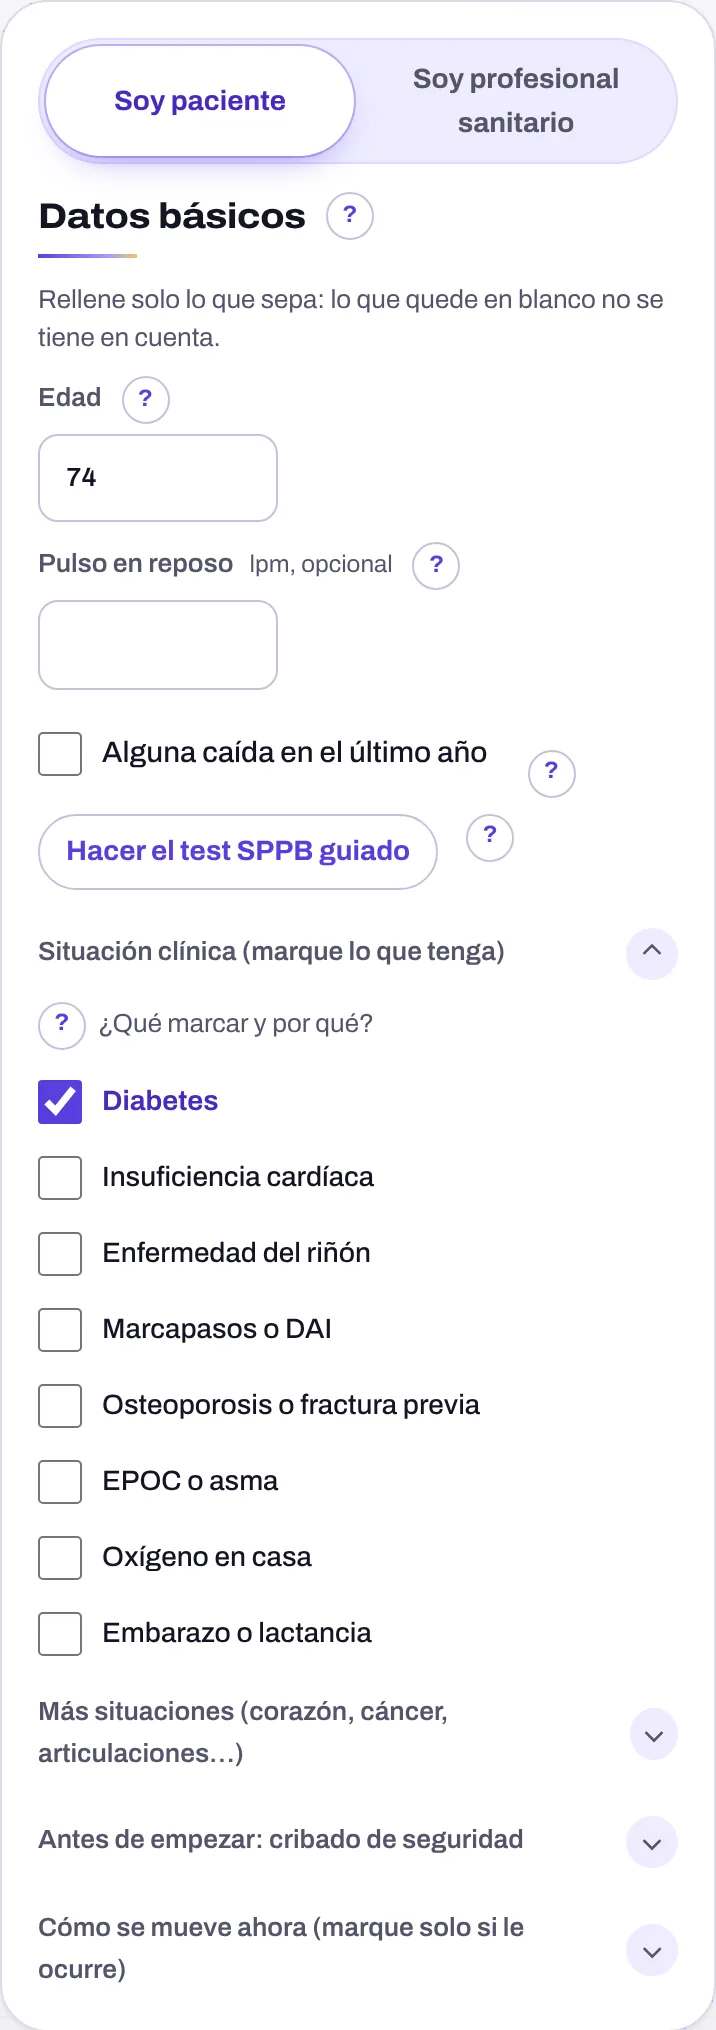 Soy paciente
Soy profesional
sanitario
Datos básicos ?
Rellene solo lo que sepa: lo que quede en blanco no se
tiene en cuenta.
Edad ?
74
Pulso en reposo lpm, opcional ?
Alguna caída en el último año ?
Hacer el test SPPB guiado ?
Situación clínica (marque lo que tenga)
? ¿Qué marcar y por qué?
Diabetes
Insuficiencia cardíaca
Enfermedad del riñón
Marcapasos o DAI
Osteoporosis o fractura previa
EPOC o asma
Oxígeno en casa
Embarazo o lactancia
Más situaciones (corazón, cáncer,
articulaciones…)
Antes de empezar: cribado de seguridad
Cómo se mueve ahora (marque solo si le
ocurre)